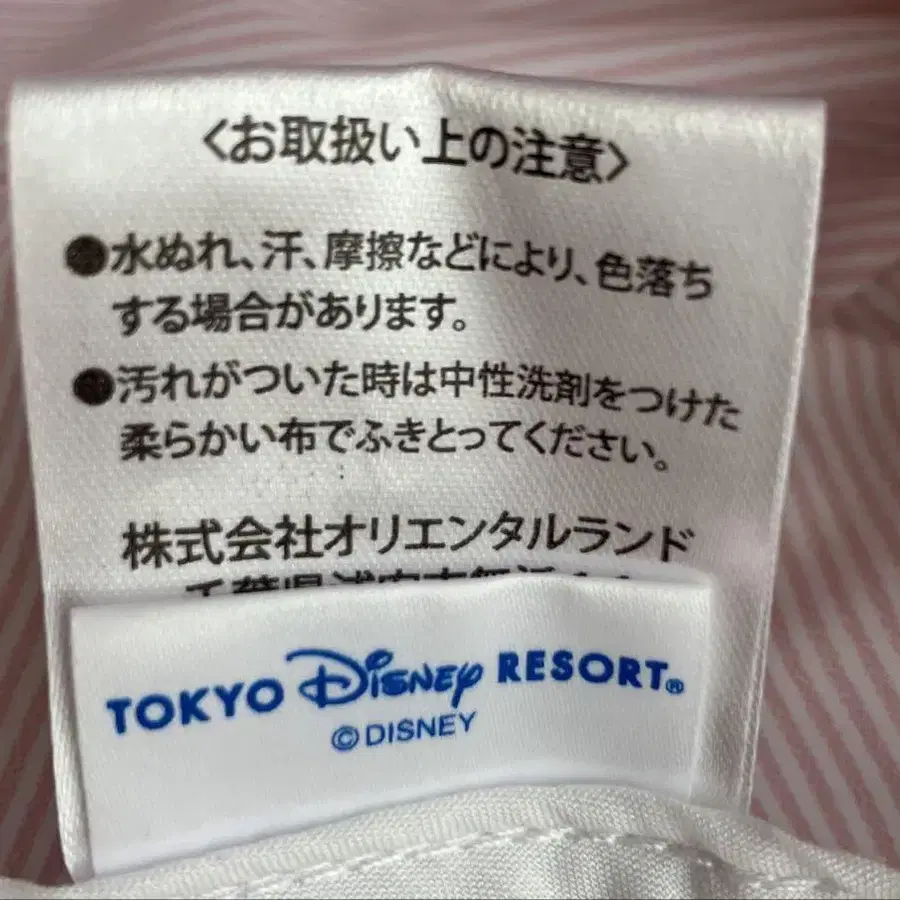 〈お取扱い上の注意〉
●水ぬれ、汗、摩擦などにより、色落ち
する場合があります。
●汚れがついた時は中性洗剤をつけた
柔らかい布でふきとってください。
株式会社オリエンタルランド
TOKYO DISNEY RESORT®
©DISNEY